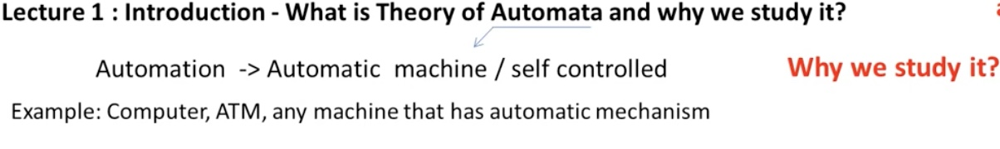 Lecture 1 : Introduction - What is Theory of Automata and why we study it?
Automation -> Automatic machine / self controlled
Why we study it?
Example: Computer, ATM, any machine that has automatic mechanism